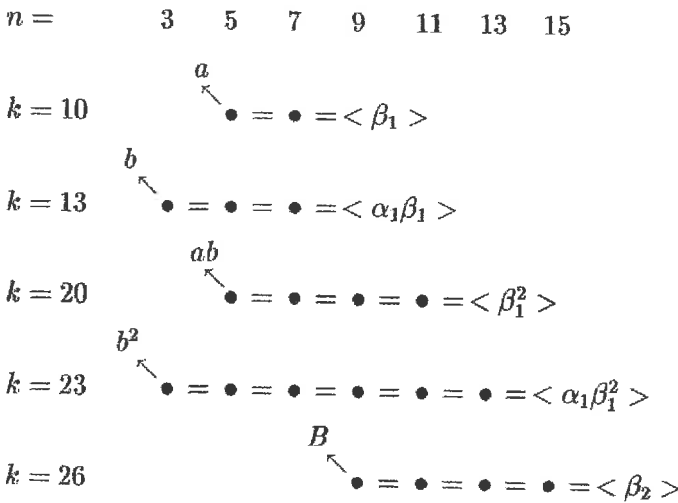 n = 3 5 7 9 11 13 15
a
k = 10 • = • = < β₁ >
b
k = 13 • = • = • = < α₁β₁ >
ab
k = 20 • = • = • = • = < β₁² >
b²
k = 23 • = • = • = • = • = • = < α₁β₁² >
B
k = 26 • = • = • = • = < β₂ >